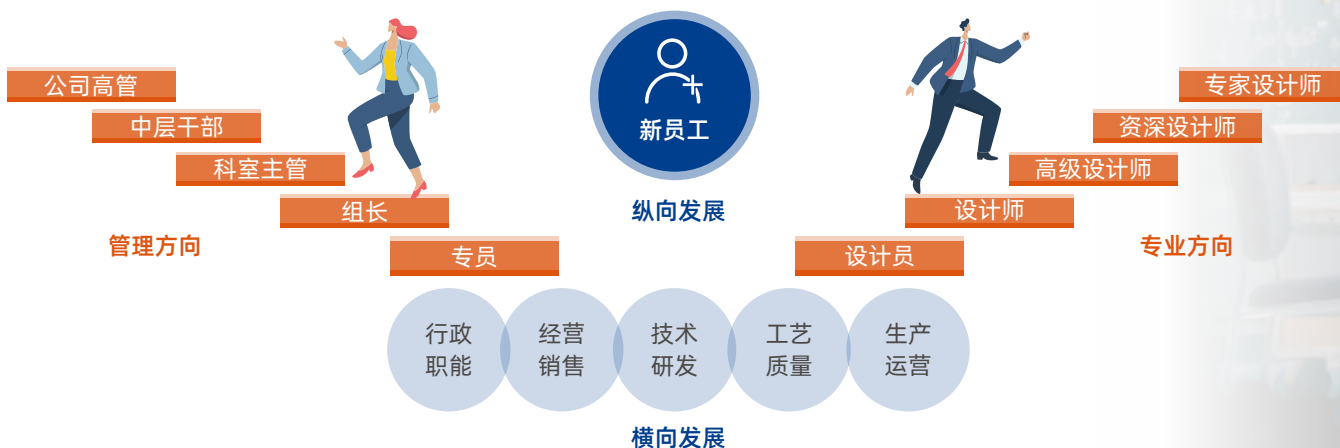 公司高管
中层干部
科室主管
组长
专员
管理方向
新员工
纵向发展
专家设计师
资深设计师
高级设计师
设计师
设计员
专业方向
行政
职能
经营
销售
技术
研发
工艺
质量
生产
运营
横向发展